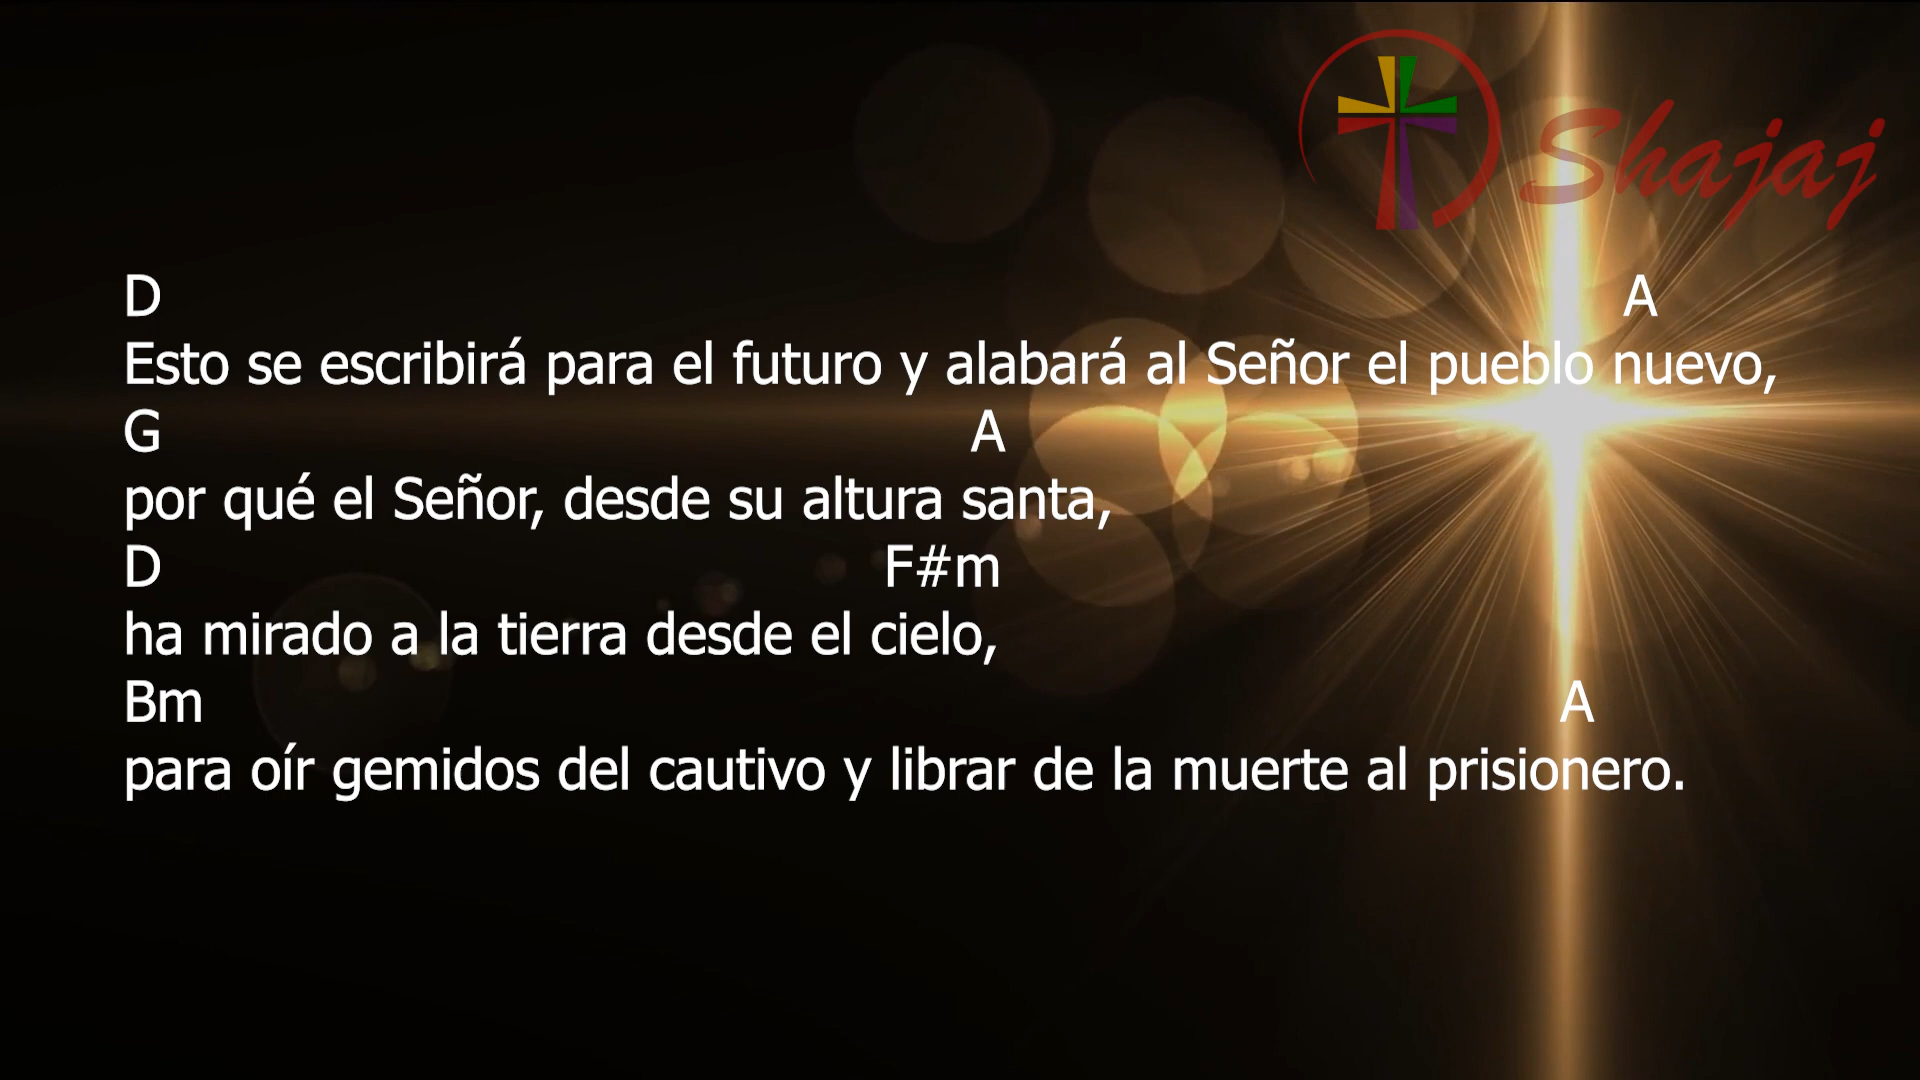 Shajaj
D A
Esto se escribirá para el futuro y alabará al Señor el pueblo nuevo,
G A
por qué el Señor, desde su altura santa,
D F#m
ha mirado a la tierra desde el cielo,
Bm A
para oír gemidos del cautivo y librar de la muerte al prisionero.